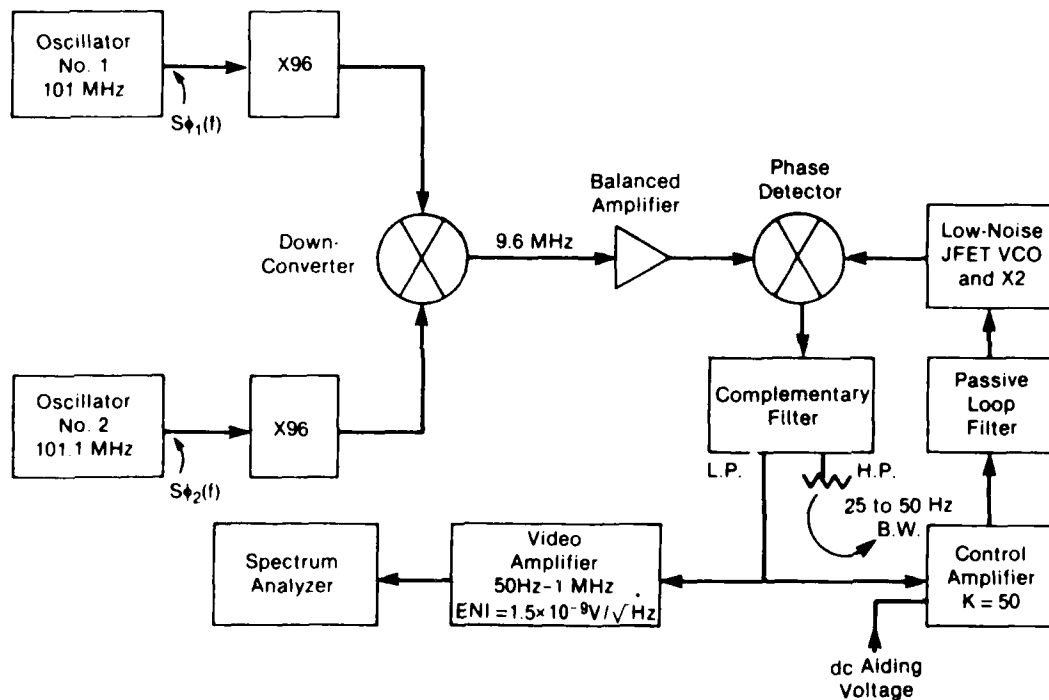 Oscillator
No. 1
101 MHz
X96
Sϕ₁(f)
Down-
Converter
9.6 MHz
Balanced
Amplifier
Phase
Detector
Low-Noise
JFET VCO
and X2
Oscillator
No. 2
101.1 MHz
X96
Sϕ₂(f)
Complementary
Filter
Passive
Loop
Filter
L.P.
H.P.
25 to 50 Hz
B.W.
Spectrum
Analyzer
Video
Amplifier
50Hz-1 MHz
ENI = 1.5×10⁻⁹V/√Hz
Control
Amplifier
K = 50
dc Aiding
Voltage